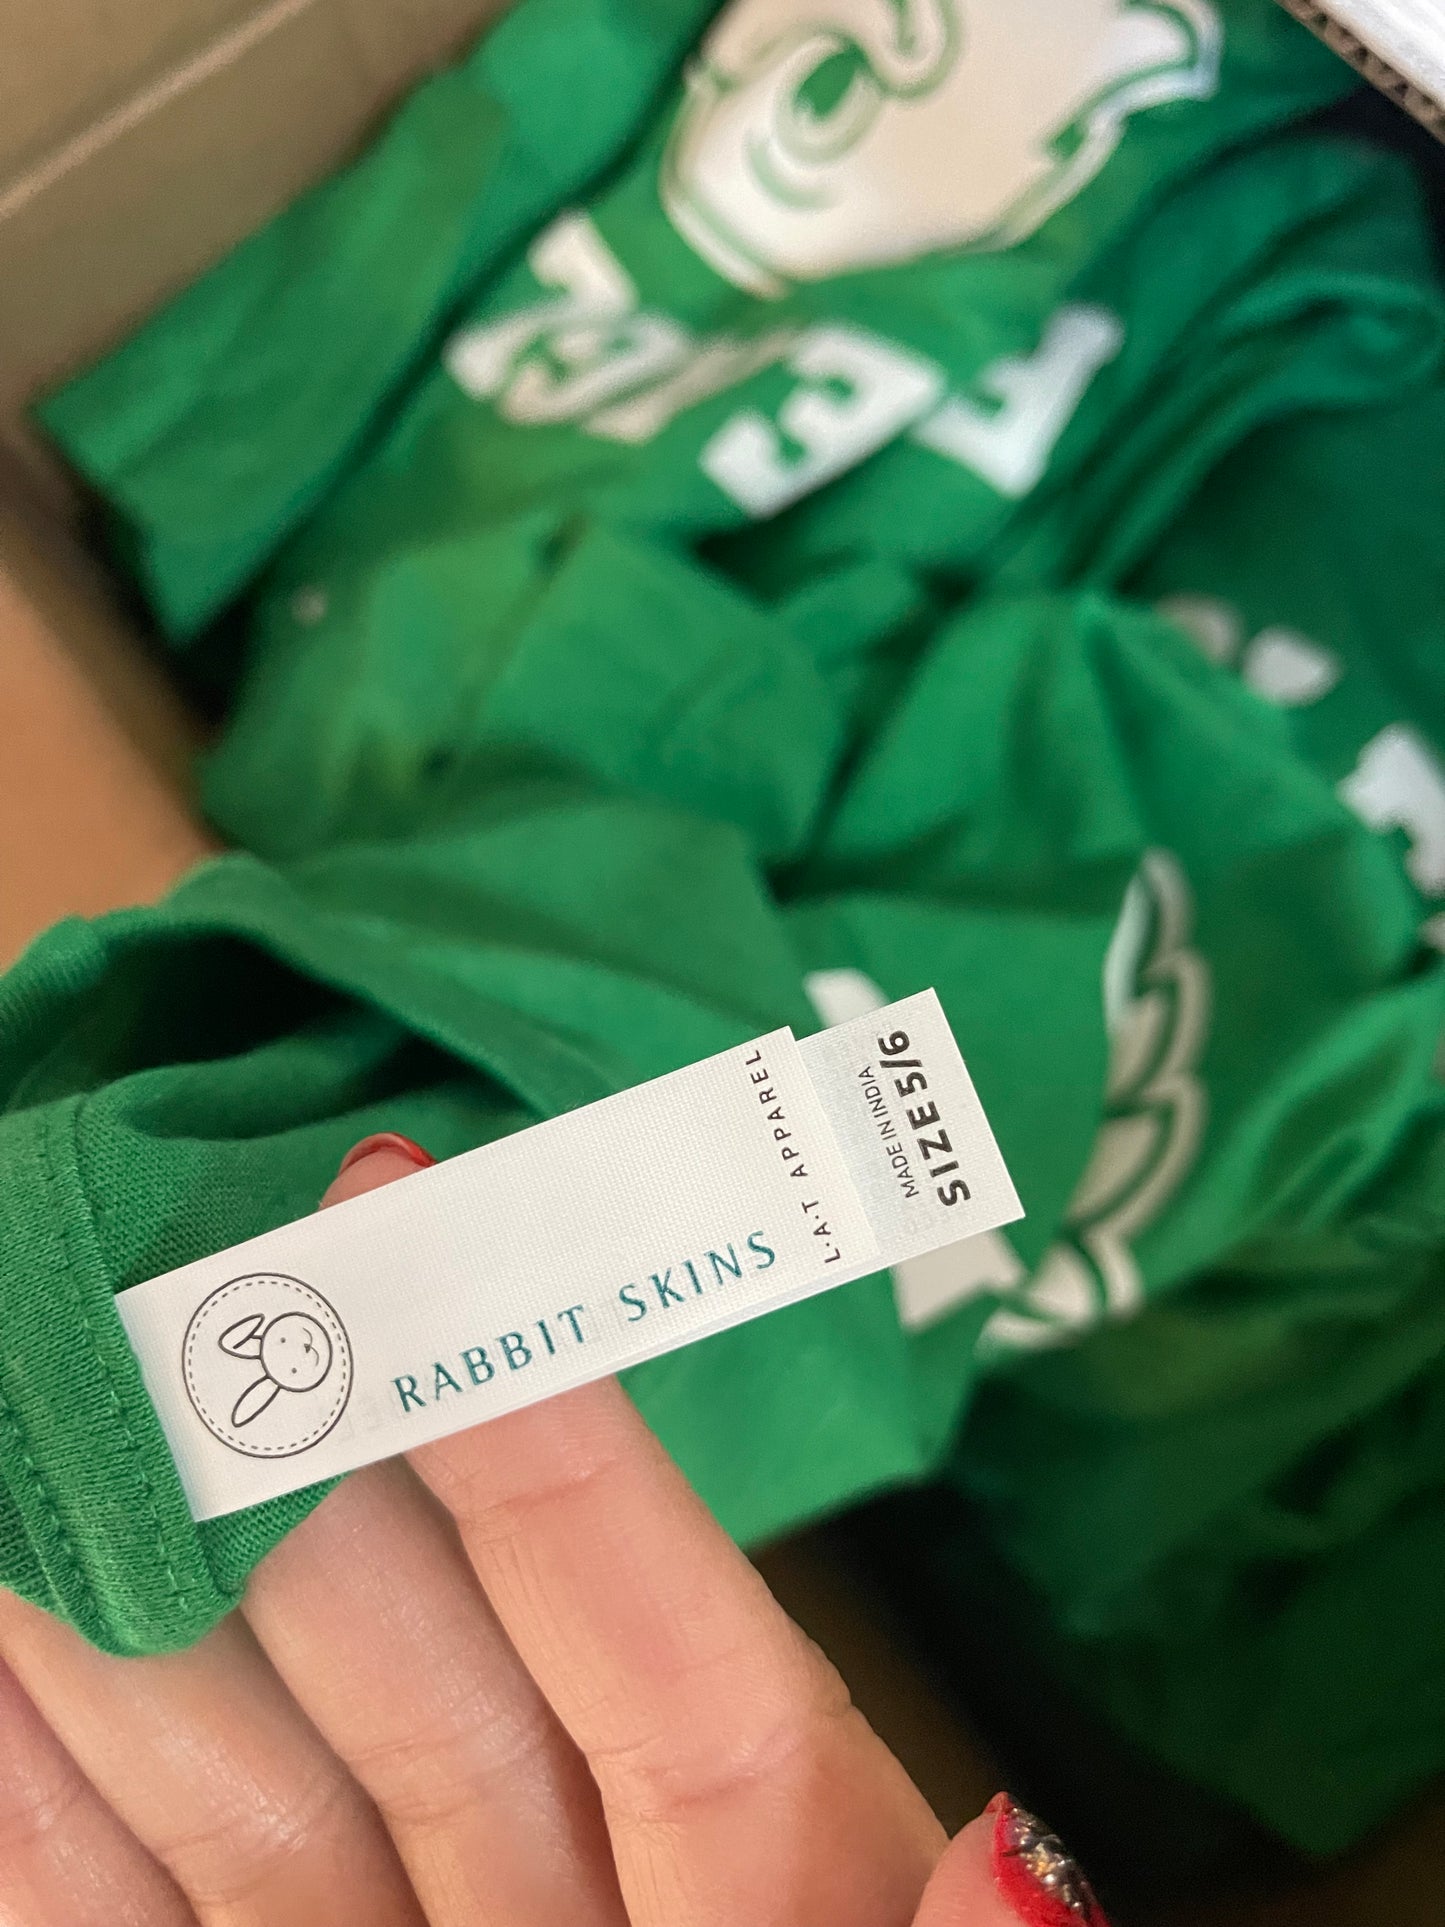 RABBIT SKINS
L·A·T APPAREL
MADE IN INDIA
SIZE 5/6